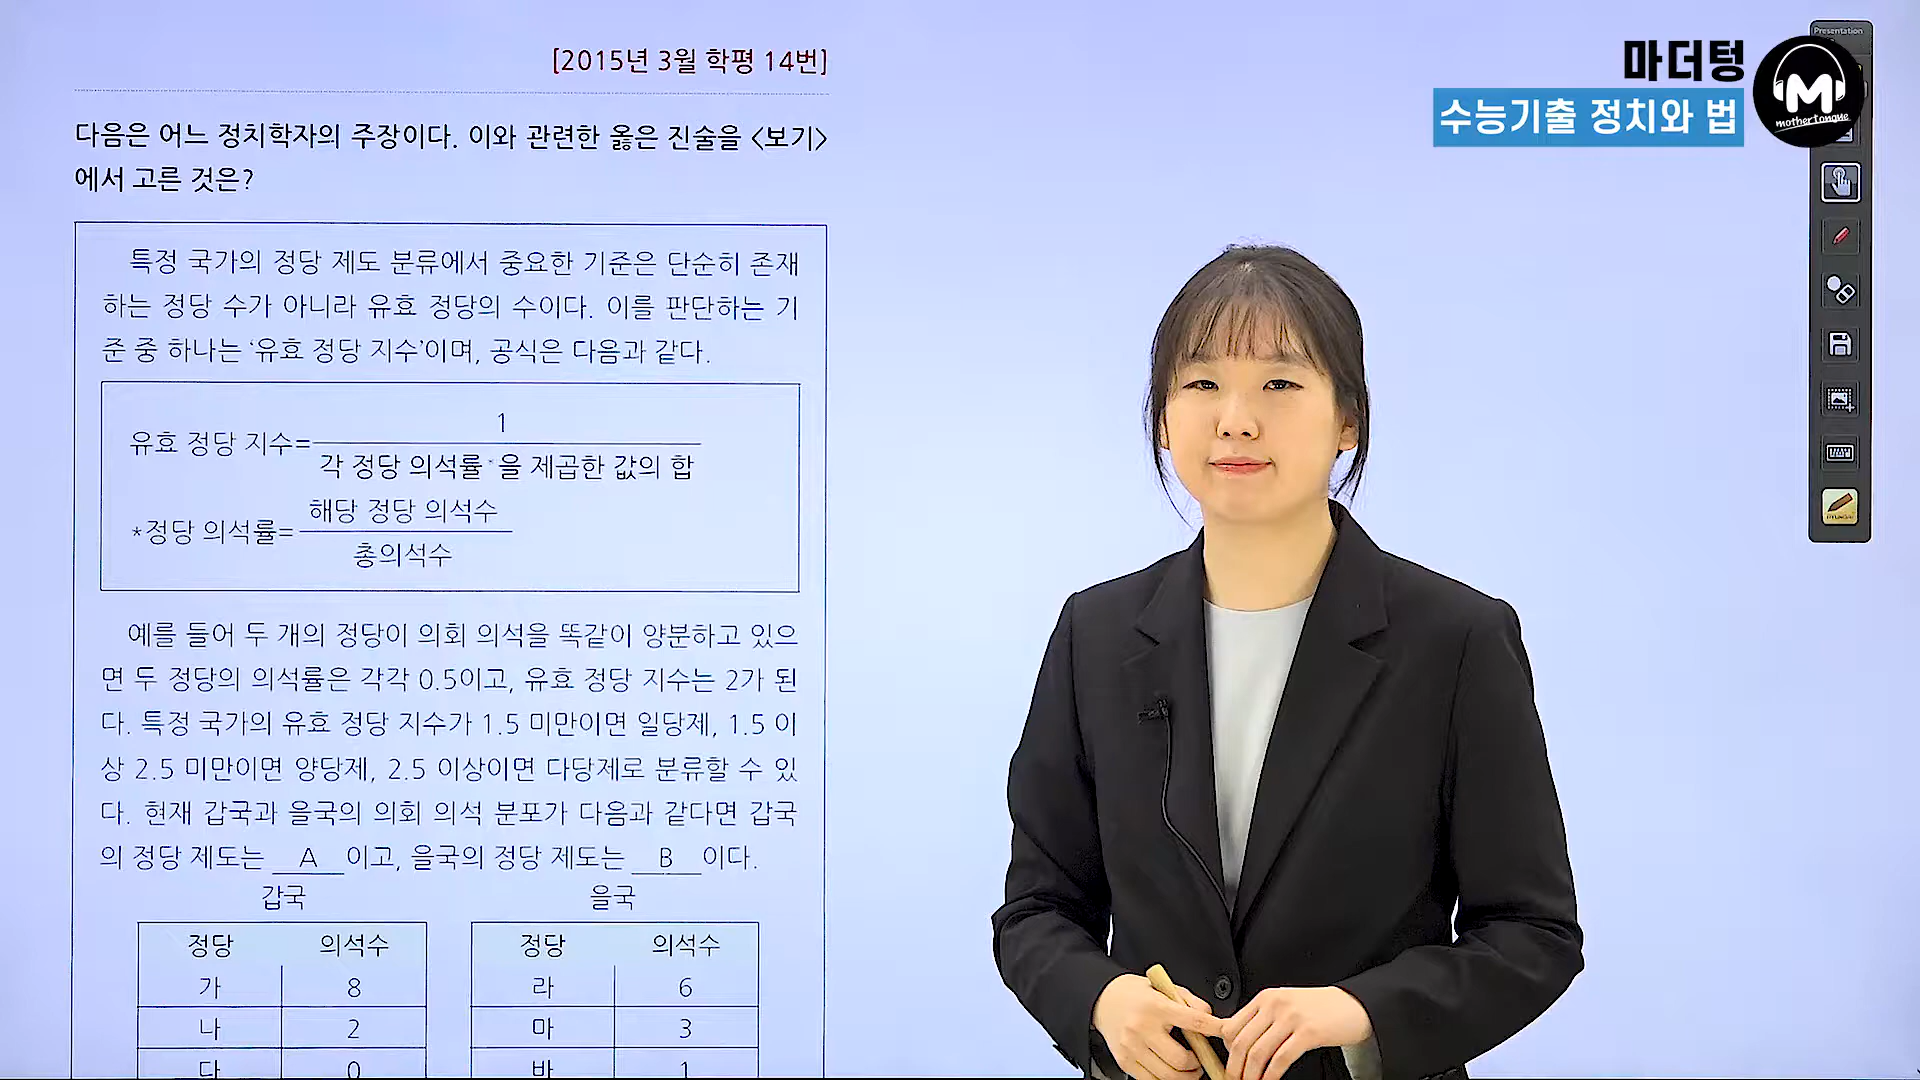 [2015년 3월 학평 14번]
다음은 어느 정치학자의 주장이다. 이와 관련한 옳은 진술을 <보기>
에서 고른 것은?
특정 국가의 정당 제도 분류에서 중요한 기준은 단순히 존재
하는 정당 수가 아니라 유효 정당의 수이다. 이를 판단하는 기
준 중 하나는 ‘유효 정당 지수’이며, 공식은 다음과 같다.
1
유효 정당 지수=
각 정당 의석률*을 제곱한 값의 합
해당 정당 의석수
*정당 의석률=
총의석수
예를 들어 두 개의 정당이 의회 의석을 똑같이 양분하고 있으
면 두 정당의 의석률은 각각 0.5이고, 유효 정당 지수는 2가 된
다. 특정 국가의 유효 정당 지수가 1.5 미만이면 일당제, 1.5 이
상 2.5 미만이면 양당제, 2.5 이상이면 다당제로 분류할 수 있
다. 현재 갑국과 을국의 의회 의석 분포가 다음과 같다면 갑국
의 정당 제도는 A 이고, 을국의 정당 제도는 B 이다.
갑국 을국
정당 의석수 정당 의석수
가 8 라 6
나 2 마 3
다 0 바 1
마더텅
수능기출 정치와 법
M
mothertongue
Presentation